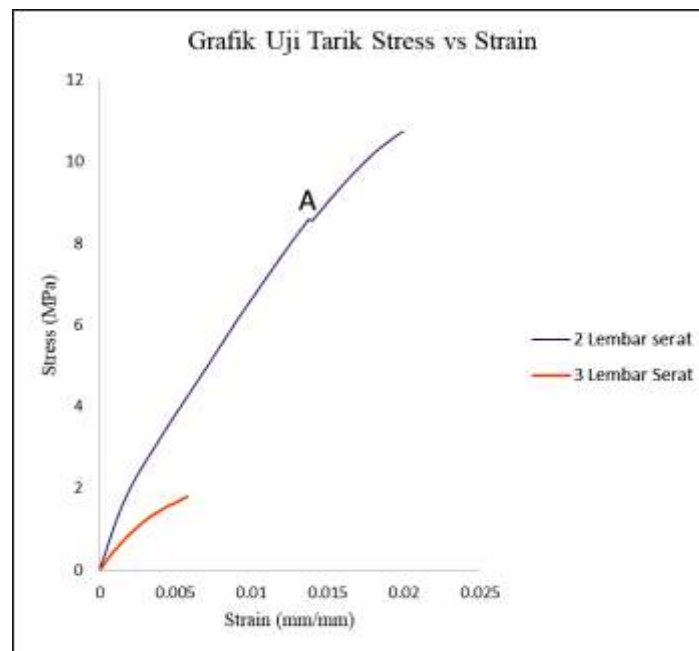 Grafik Uji Tarik Stress vs Strain
12
10
8
6
4
2
0
Stress (MPa)
A
2 Lembar serat
3 Lembar Serat
0 0.005 0.01 0.015 0.02 0.025
Strain (mm/mm)